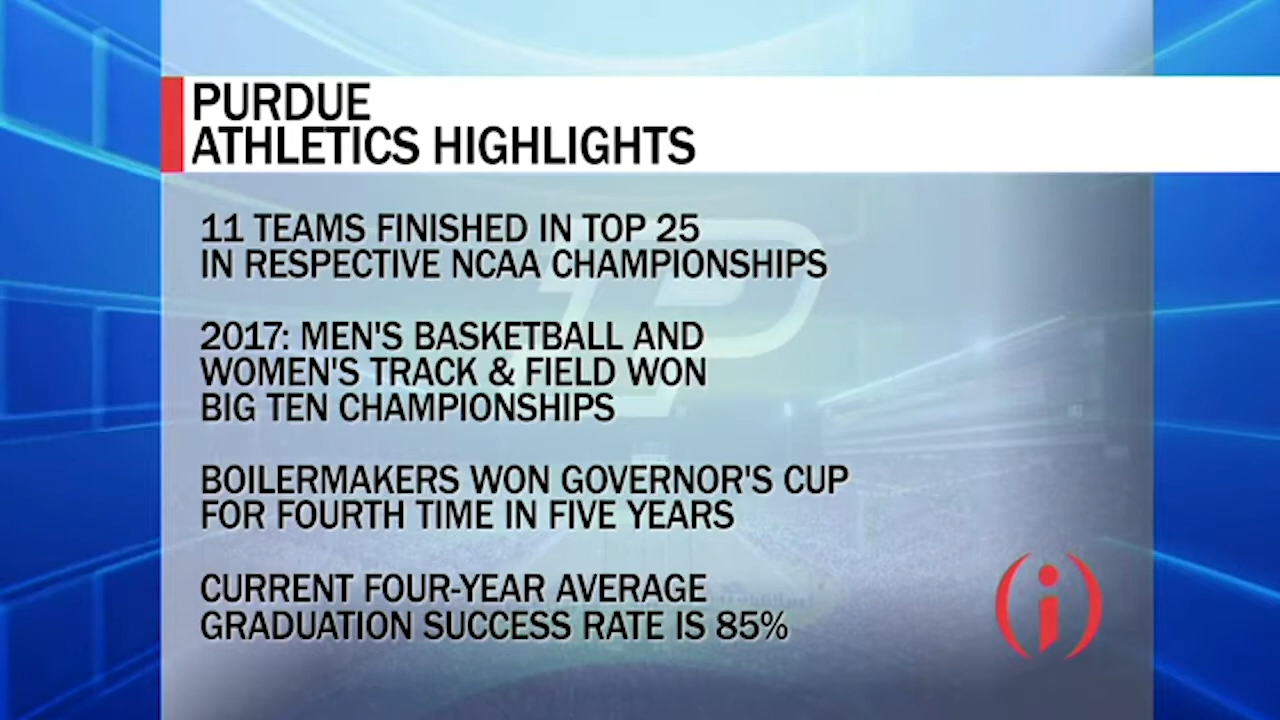 PURDUE
ATHLETICS HIGHLIGHTS
11 TEAMS FINISHED IN TOP 25
IN RESPECTIVE NCAA CHAMPIONSHIPS
2017: MEN'S BASKETBALL AND
WOMEN'S TRACK & FIELD WON
BIG TEN CHAMPIONSHIPS
BOILERMAKERS WON GOVERNOR'S CUP
FOR FOURTH TIME IN FIVE YEARS
CURRENT FOUR-YEAR AVERAGE
GRADUATION SUCCESS RATE IS 85%
(i)